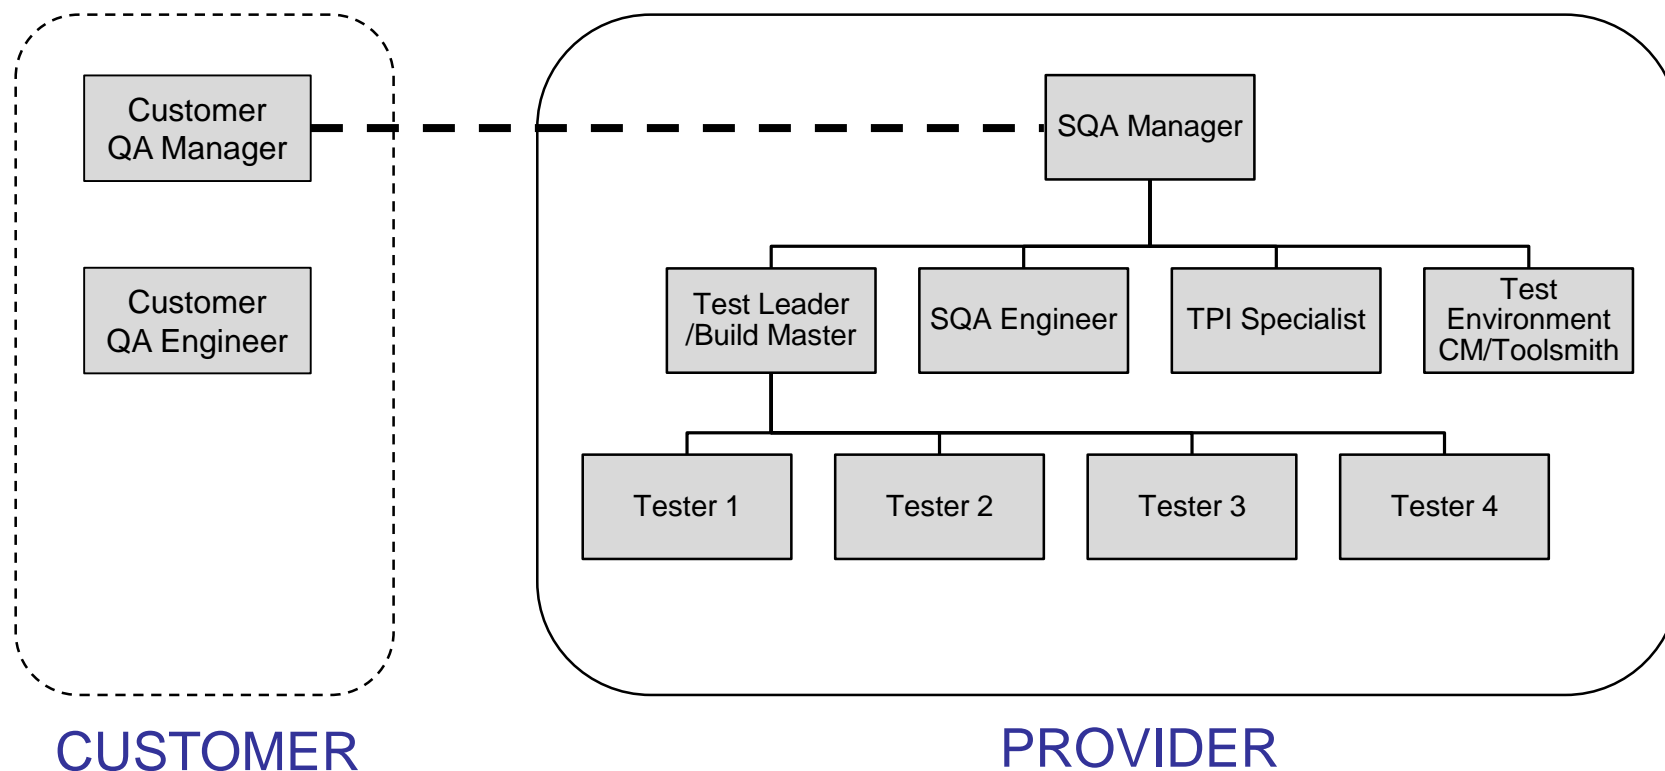 Customer
QA Manager
SQA Manager
Customer
QA Engineer
Test Leader
/Build Master
SQA Engineer
TPI Specialist
Test
Environment
CM/Toolsmith
Tester 1
Tester 2
Tester 3
Tester 4
CUSTOMER
PROVIDER